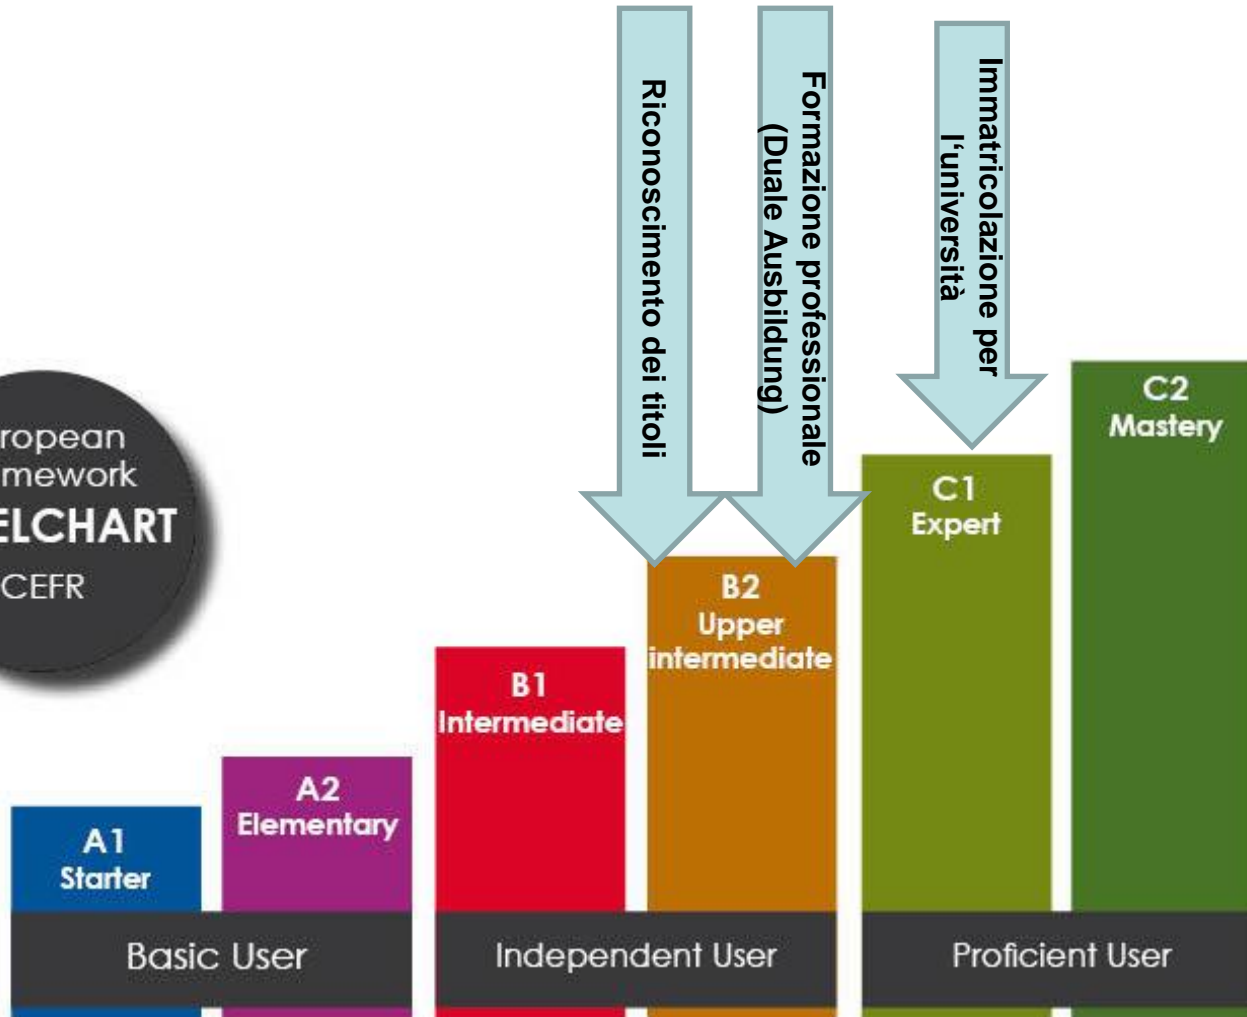 Riconoscimento dei titoli
Formazione professionale
(Duale Ausbildung)
Immatricolazione per
l‘università
ropean
mework
ELCHART
CEFR
A1
Starter
A2
Elementary
B1
Intermediate
B2
Upper
intermediate
C1
Expert
C2
Mastery
Basic User
Independent User
Proficient User